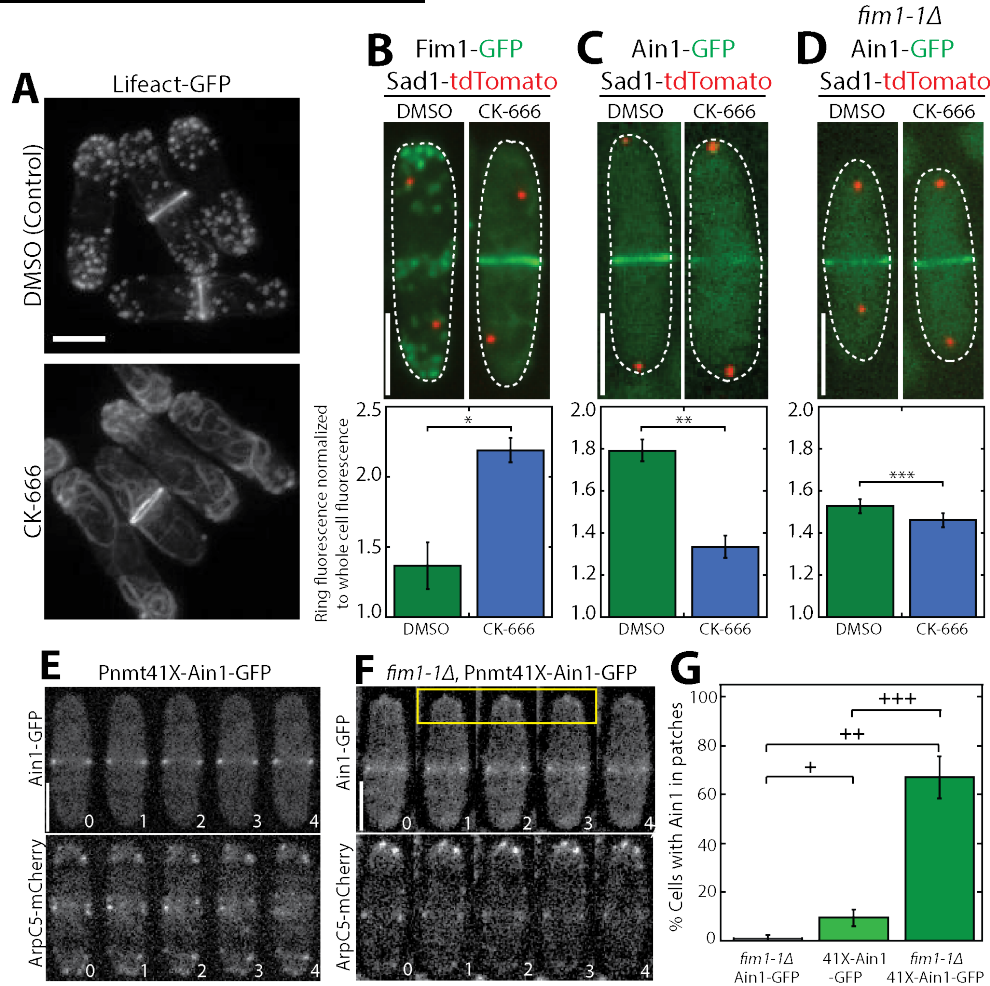 A
Lifeact-GFP
DMSO (Control)
CK-666
B
Fim1-GFP
Sad1-tdTomato
DMSO CK-666
C
Ain1-GFP
Sad1-tdTomato
DMSO CK-666
fim1-1Δ
D
Ain1-GFP
Sad1-tdTomato
DMSO CK-666
Ring fluorescence normalized
to whole cell fluorescence
2.5
2.0
1.5
1.0
*
DMSO CK-666
2.0
1.8
1.6
1.4
1.2
1.0
**
DMSO CK-666
2.0
1.8
1.6
1.4
1.2
1.0
***
DMSO CK-666
E
Pnmt41X-Ain1-GFP
Ain1-GFP
0 1 2 3 4
ArpC5-mCherry
0 1 2 3 4
F
fim1-1Δ, Pnmt41X-Ain1-GFP
Ain1-GFP
0 1 2 3 4
ArpC5-mCherry
0 1 2 3 4
G
% Cells with Ain1 in patches
100
80
60
40
20
0
+++
++
+
fim1-1Δ 41X-Ain1 fim1-1Δ
Ain1-GFP -GFP 41X-Ain1-GFP